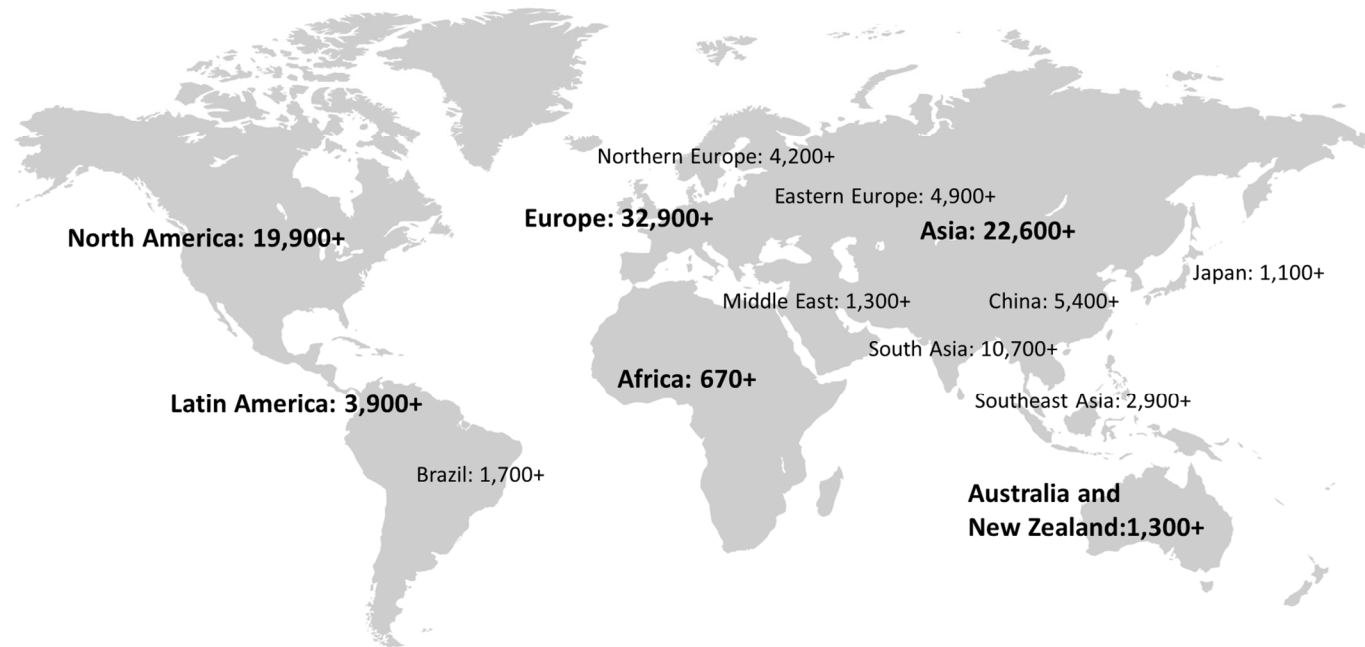 Northern Europe: 4,200+
Eastern Europe: 4,900+
Europe: 32,900+
Asia: 22,600+
North America: 19,900+
Japan: 1,100+
Middle East: 1,300+
China: 5,400+
South Asia: 10,700+
Africa: 670+
Southeast Asia: 2,900+
Latin America: 3,900+
Brazil: 1,700+
Australia and
New Zealand:1,300+